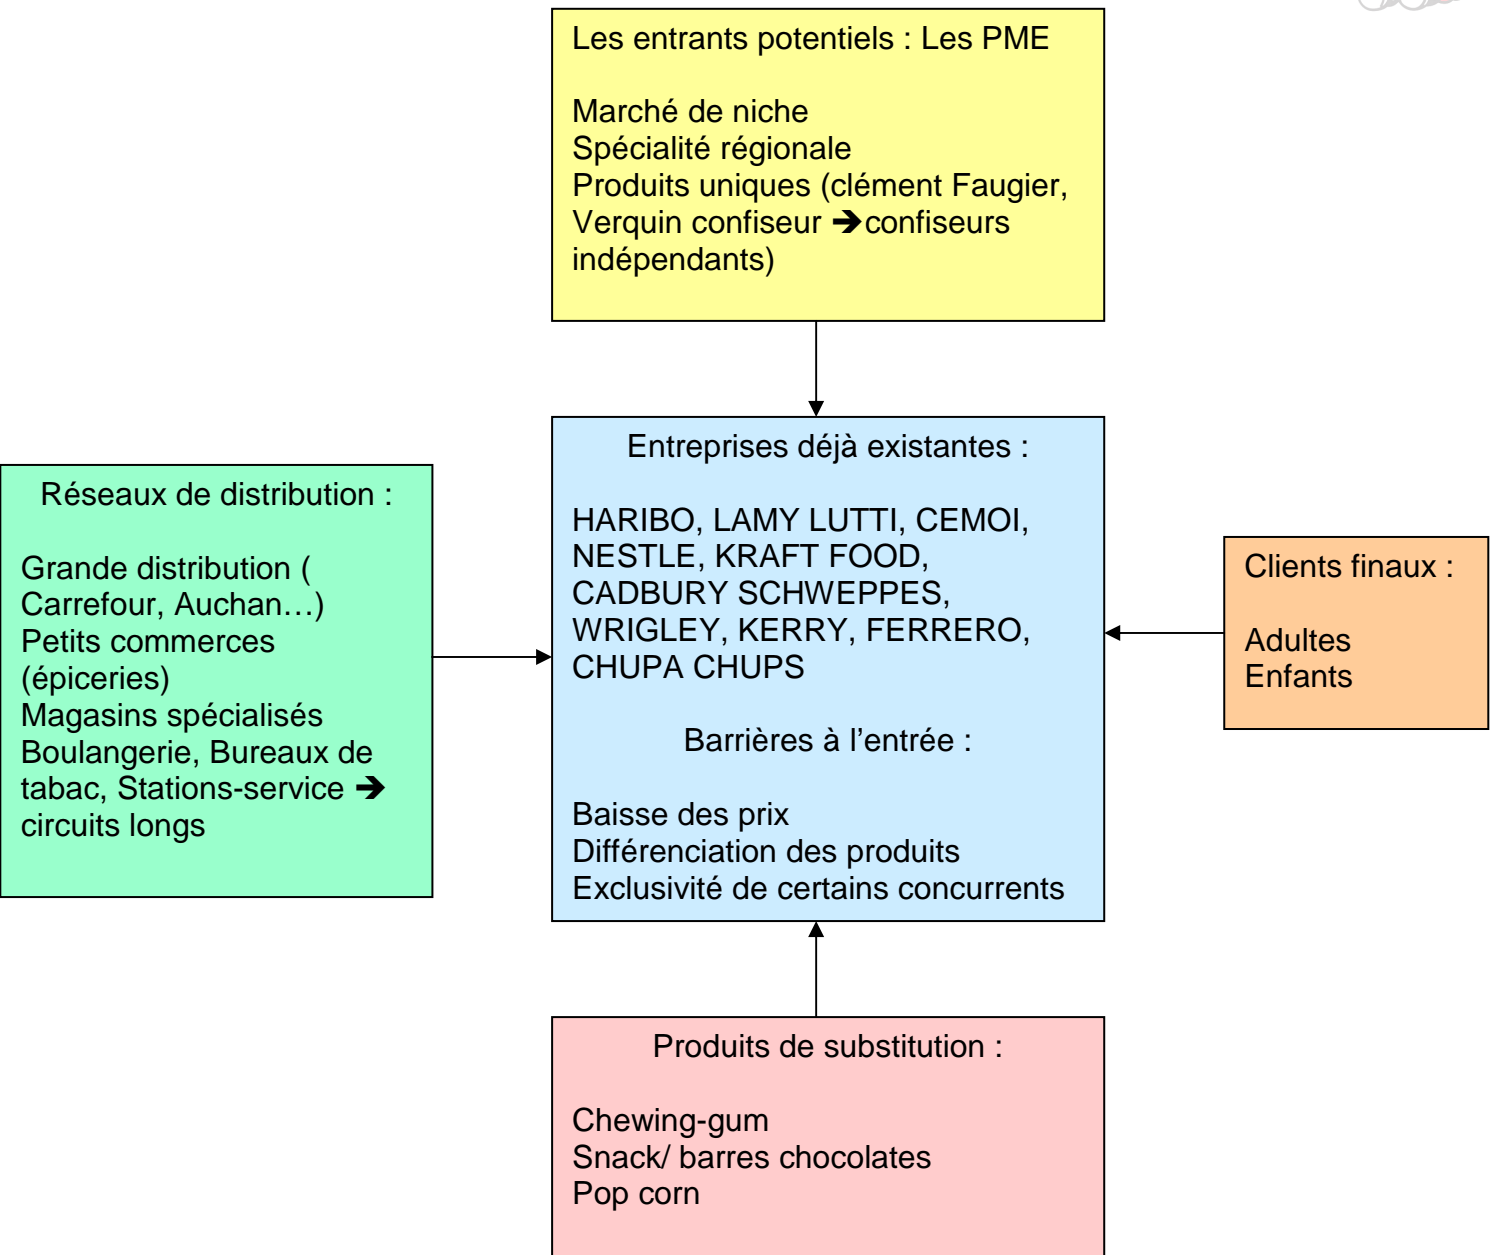 Les entrants potentiels : Les PME
Marché de niche
Spécialité régionale
Produits uniques (clément Faugier,
Verquin confiseur ➔confiseurs
indépendants)
Réseaux de distribution :
Grande distribution (
Carrefour, Auchan…)
Petits commerces
(épiceries)
Magasins spécialisés
Boulangerie, Bureaux de
tabac, Stations-service ➔
circuits longs
Entreprises déjà existantes :
HARIBO, LAMY LUTTI, CEMOI,
NESTLE, KRAFT FOOD,
CADBURY SCHWEPPES,
WRIGLEY, KERRY, FERRERO,
CHUPA CHUPS
Barrières à l’entrée :
Baisse des prix
Différenciation des produits
Exclusivité de certains concurrents
Clients finaux :
Adultes
Enfants
Produits de substitution :
Chewing-gum
Snack/ barres chocolates
Pop corn